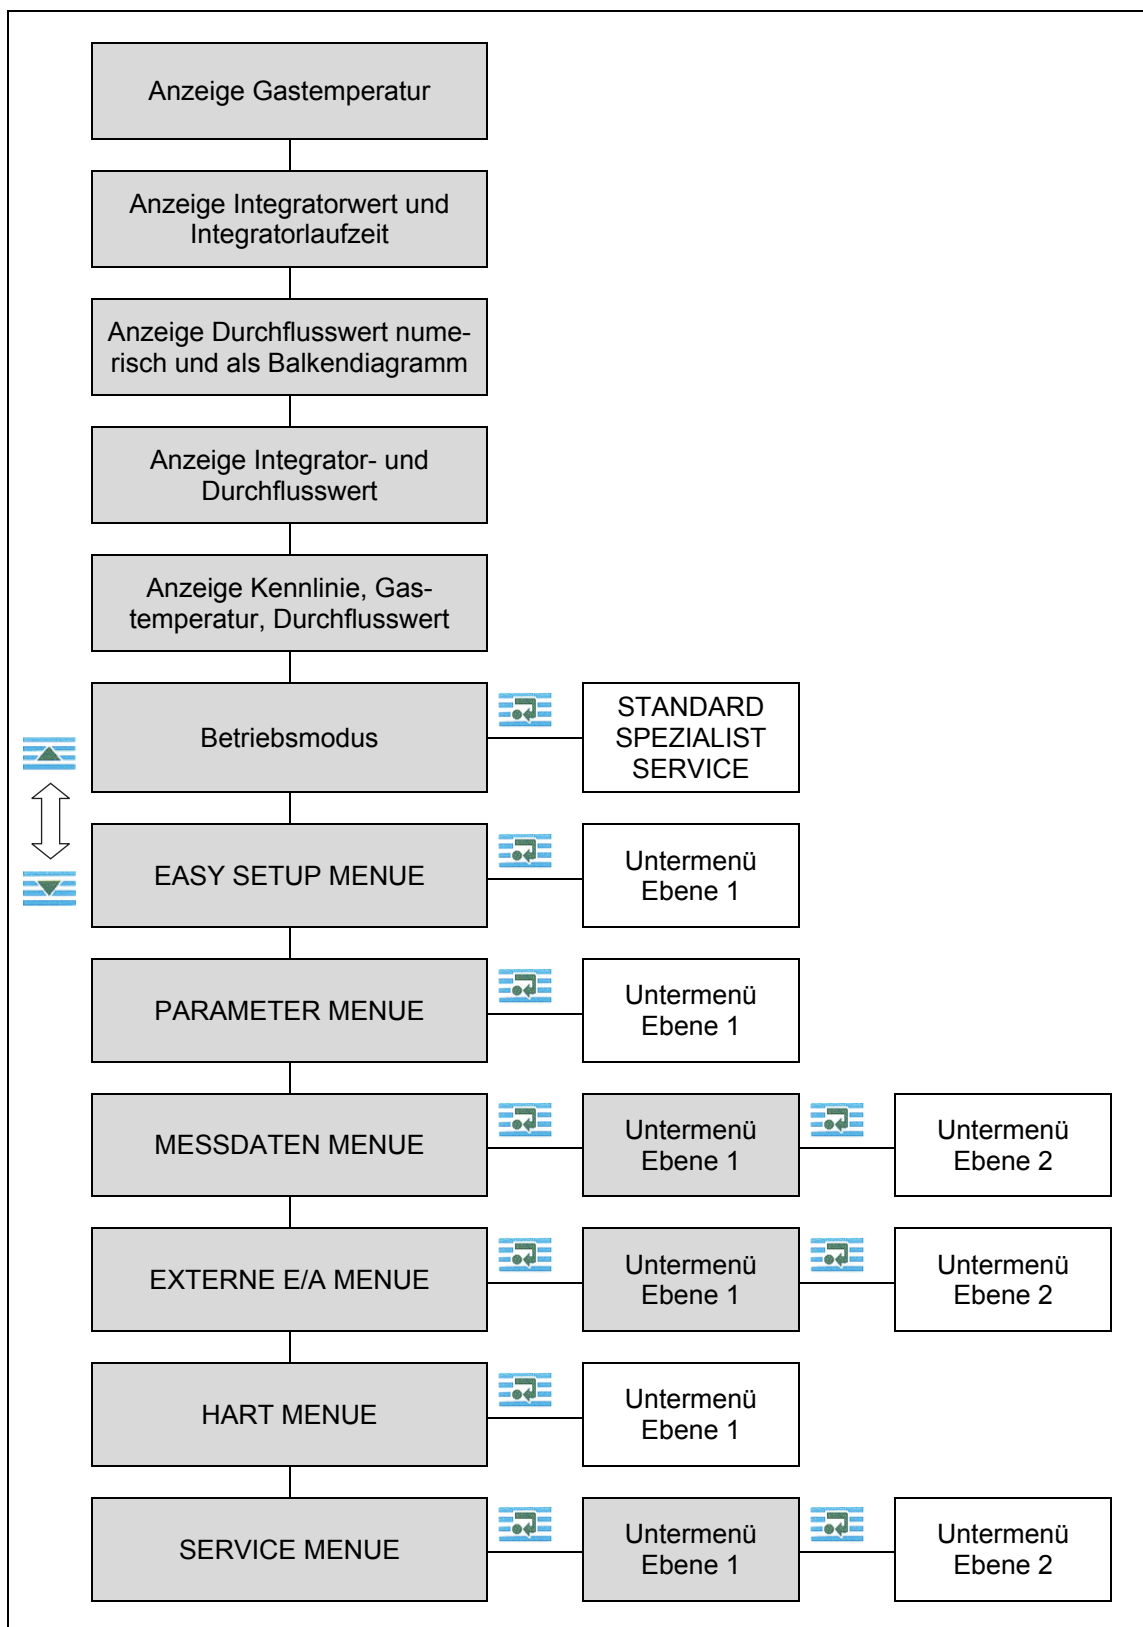 Anzeige Gastemperatur
Anzeige Integratorwert und
Integratorlaufzeit
Anzeige Durchflusswert nume-
risch und als Balkendiagramm
Anzeige Integrator- und
Durchflusswert
Anzeige Kennlinie, Gas-
temperatur, Durchflusswert
Betriebsmodus
STANDARD
SPEZIALIST
SERVICE
EASY SETUP MENUE
Untermenü
Ebene 1
PARAMETER MENUE
Untermenü
Ebene 1
MESSDATEN MENUE
Untermenü
Ebene 1
Untermenü
Ebene 2
EXTERNE E/A MENUE
Untermenü
Ebene 1
Untermenü
Ebene 2
HART MENUE
Untermenü
Ebene 1
SERVICE MENUE
Untermenü
Ebene 1
Untermenü
Ebene 2